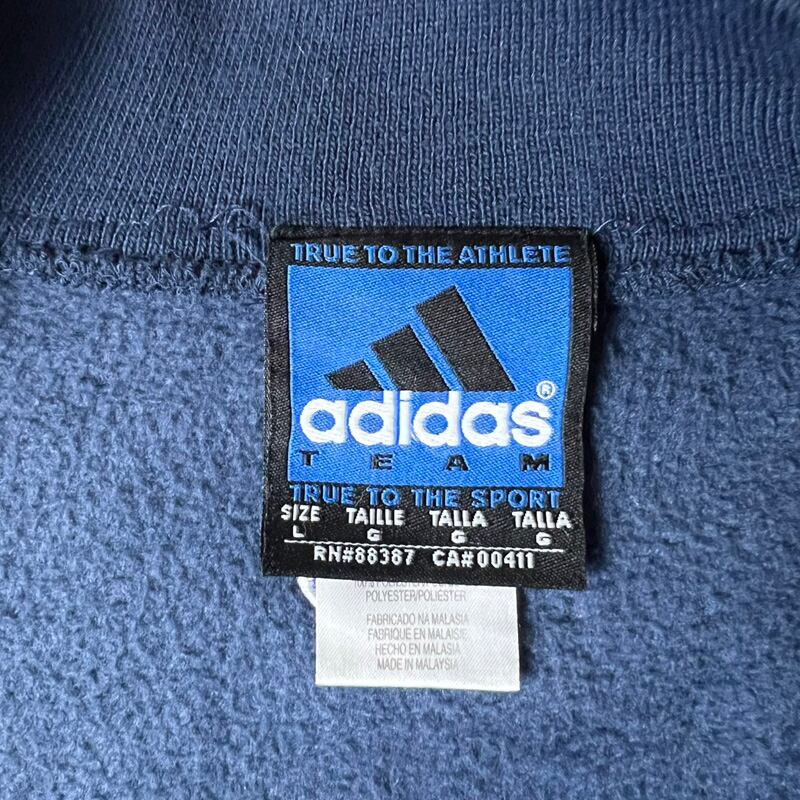 TRUE TO THE ATHLETE
adidas®
TEAM
TRUE TO THE SPORT
SIZE TAILLE TALLA TALLA
L G G G
RN#88387 CA#00411
POLYESTER/POLIÉSTER
FABRICADO NA MALASIA
FABRIQUE EN MALAISIE
HECHO EN MALASIA
MADE IN MALAYSIA